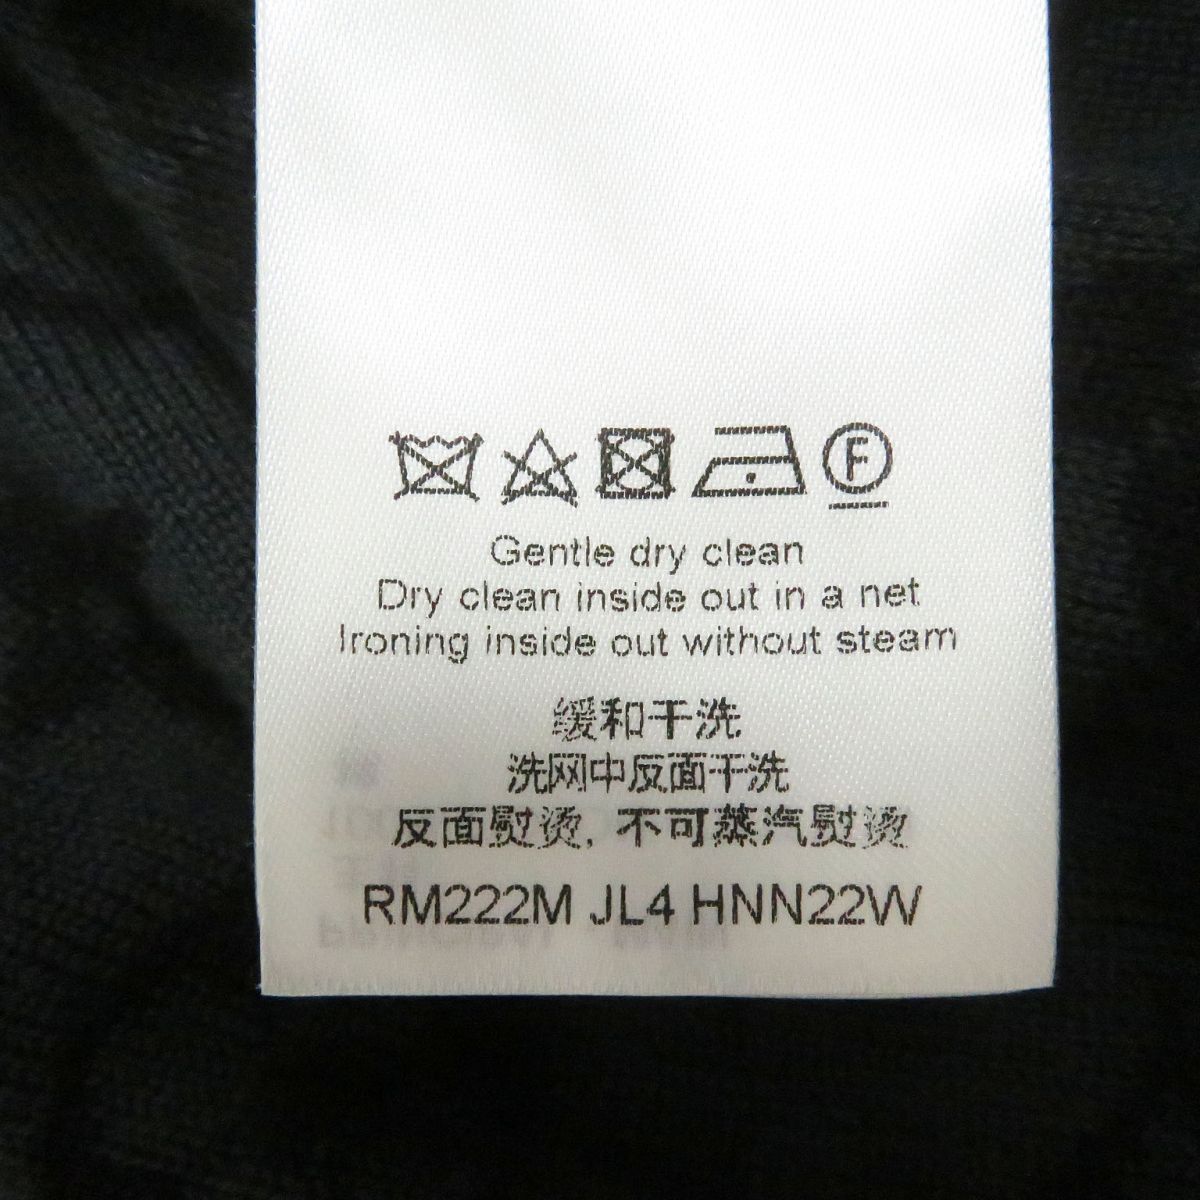 F
Gentle dry clean
Dry clean inside out in a net
Ironing inside out without steam
缓和干洗
洗网中反面干洗
反面熨烫, 不可蒸汽熨烫
RM222M JL4 HNN22W